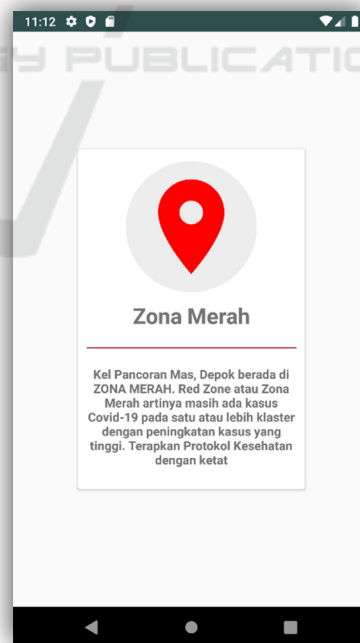 11:12
GY PUBLICATIO
Zona Merah
Kel Pancoran Mas, Depok berada di
ZONA MERAH. Red Zone atau Zona
Merah artinya masih ada kasus
Covid-19 pada satu atau lebih klaster
dengan peningkatan kasus yang
tinggi. Terapkan Protokol Kesehatan
dengan ketat